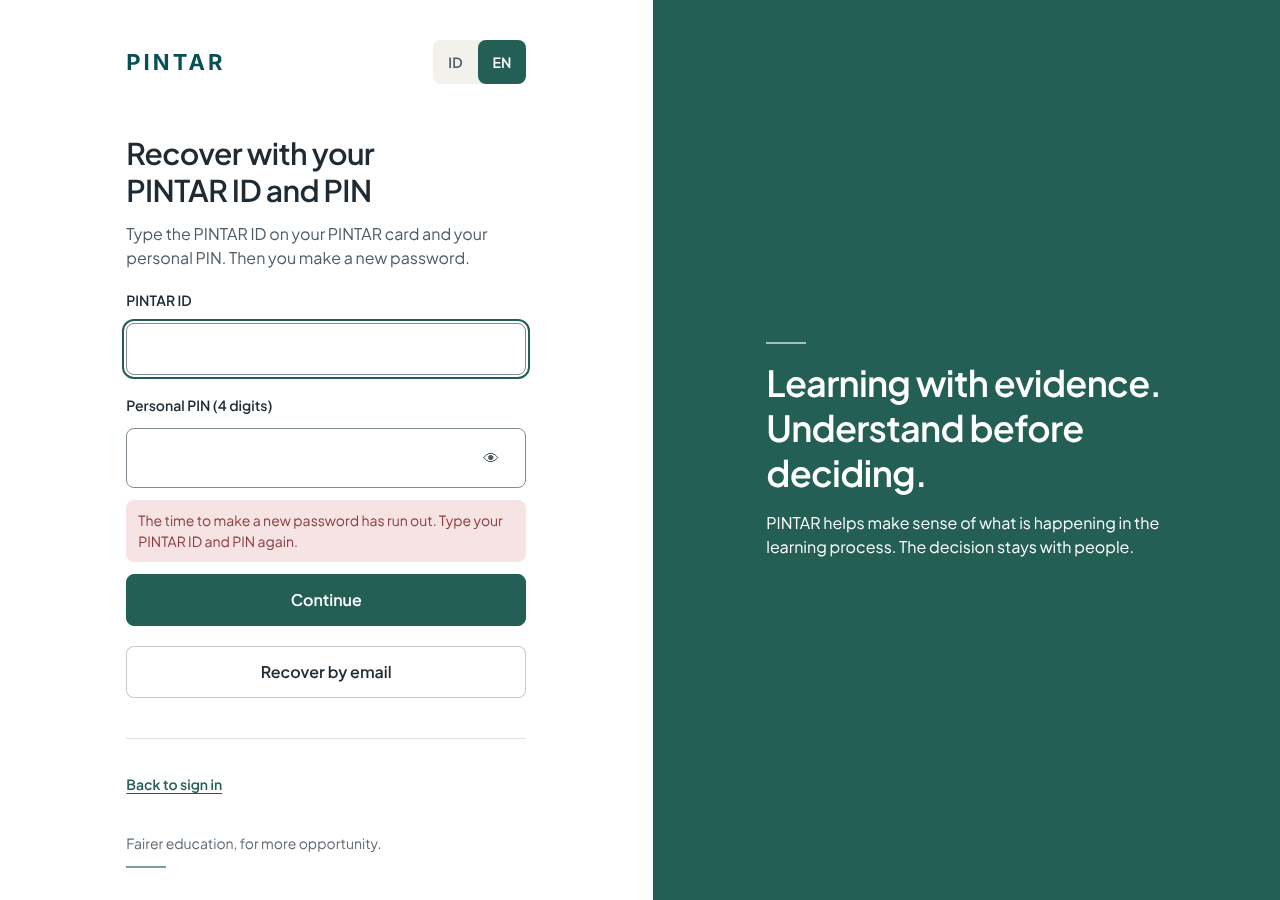 PINTAR
ID
EN
Recover with your
PINTAR ID and PIN
Type the PINTAR ID on your PINTAR card and your
personal PIN. Then you make a new password.
PINTAR ID
Personal PIN (4 digits)
The time to make a new password has run out. Type your
PINTAR ID and PIN again.
Continue
Recover by email
Back to sign in
Fairer education, for more opportunity.
Learning with evidence.
Understand before
deciding.
PINTAR helps make sense of what is happening in the
learning process. The decision stays with people.